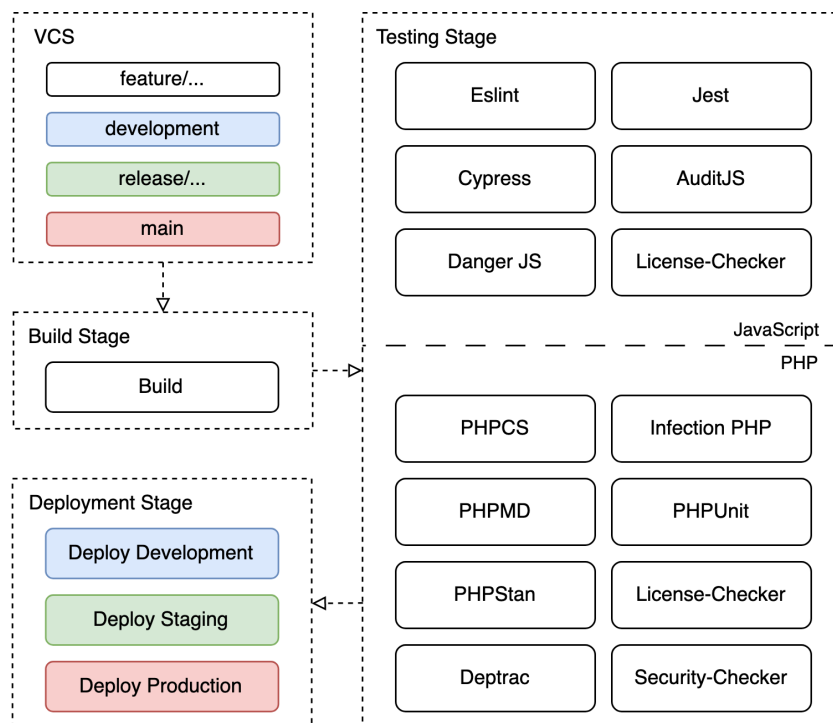 VCS
feature/...
development
release/...
main
Build Stage
Build
Testing Stage
Eslint
Jest
Cypress
AuditJS
Danger JS
License-Checker
JavaScript
PHP
PHPCS
Infection PHP
PHPMD
PHPUnit
PHPStan
License-Checker
Deptrac
Security-Checker
Deployment Stage
Deploy Development
Deploy Staging
Deploy Production